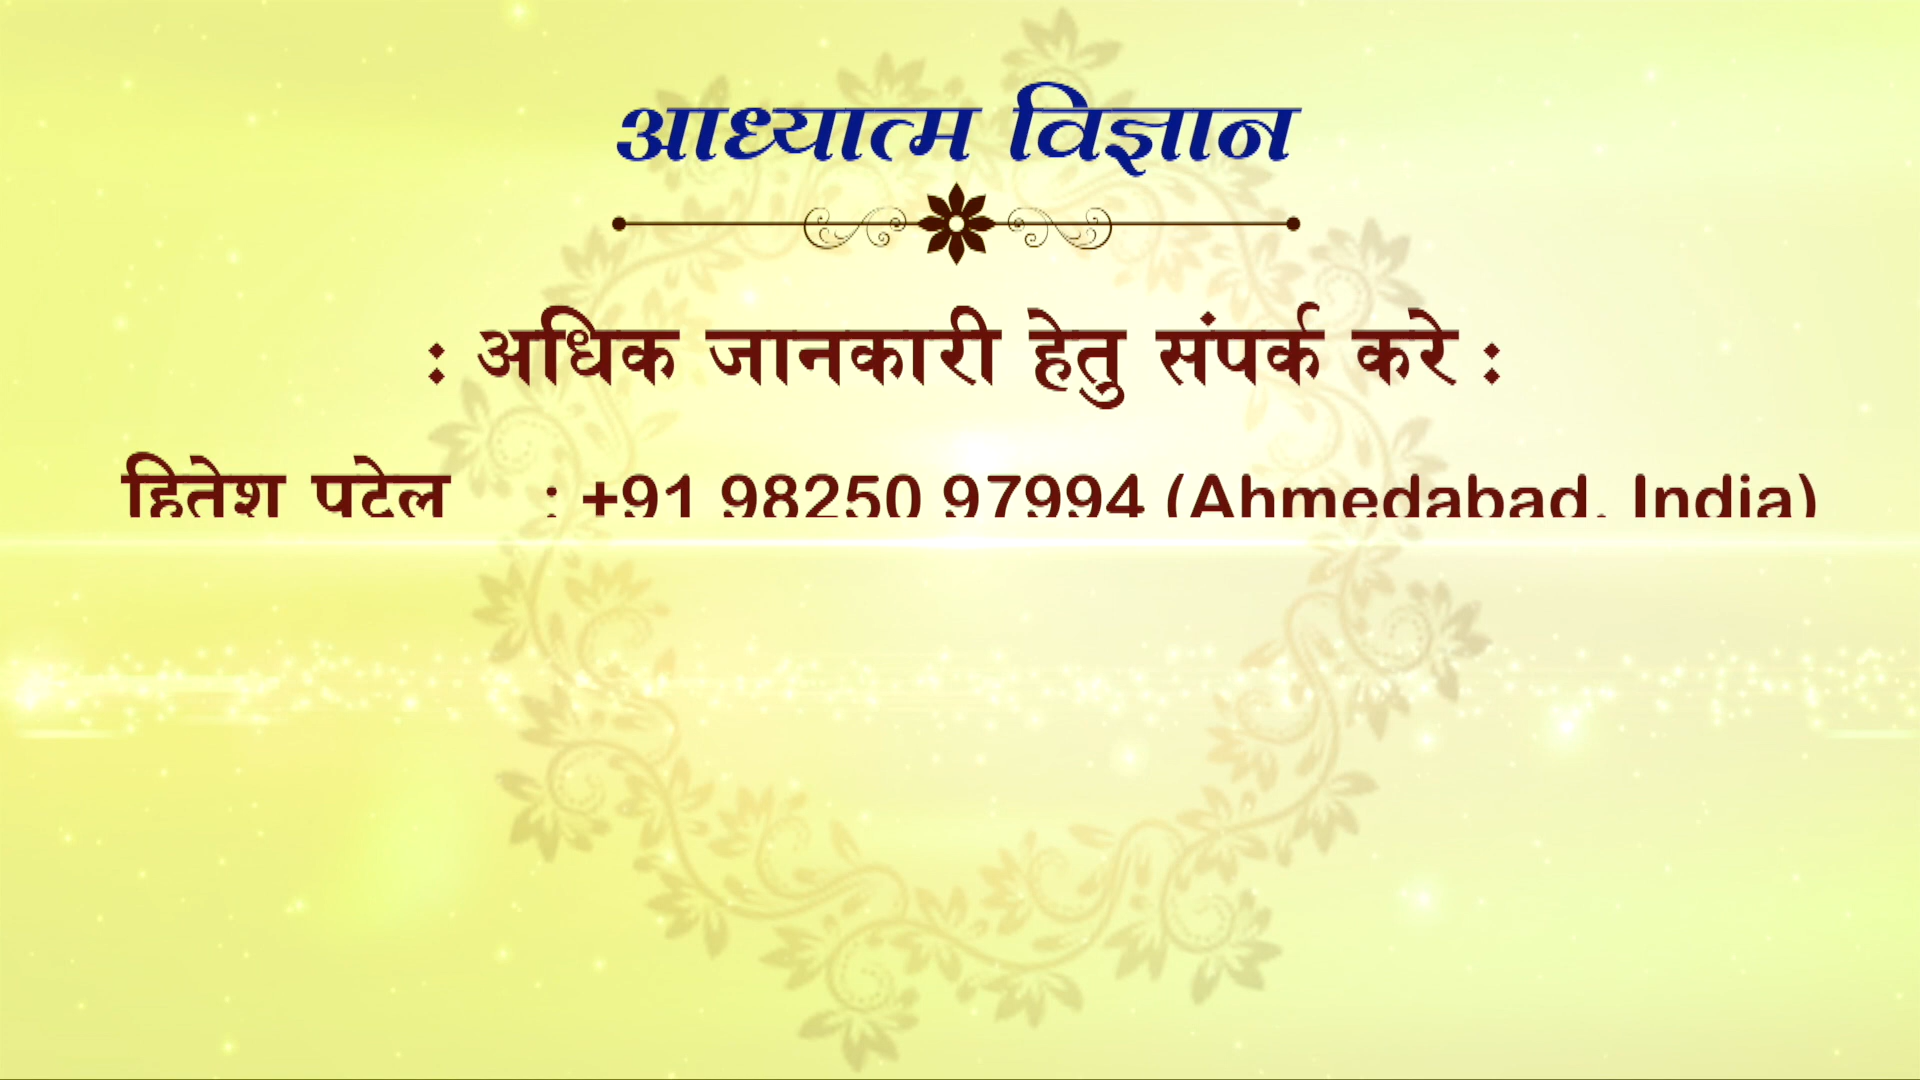 आध्यात्म विज्ञान
: अधिक जानकारी हेतु संपर्क करे :
हितेश पटेल : +91 98250 97994 (Ahmedabad, India)